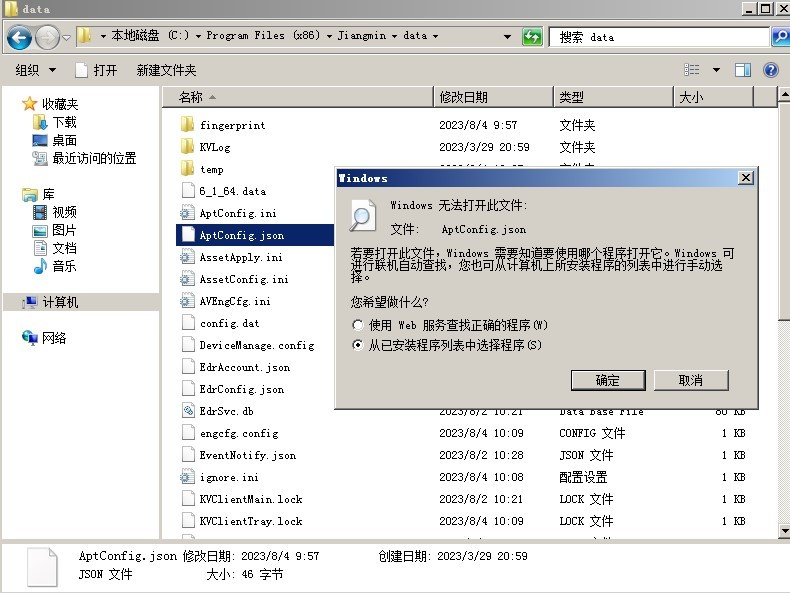 data
本地磁盘 (C:) Program Files (x86) Jiangmin data
搜索 data
组织 打开 新建文件夹
收藏夹
下载
桌面
最近访问的位置
库
视频
图片
文档
音乐
计算机
网络
名称 修改日期 类型 大小
fingerprint 2023/8/4 9:57 文件夹
KVLog 2023/3/29 20:59 文件夹
temp
6_1_64.data
AptConfig.ini
AptConfig.json
AssetApply.ini
AssetConfig.ini
AVEngCfg.ini
config.dat
DeviceManage.config
EdrAccount.json
EdrConfig.json
EdrSvc.db 2023/8/2 10:21 Data Base File 80 KB
engcfg.config 2023/8/4 10:09 CONFIG 文件 1 KB
EventNotify.json 2023/8/2 10:28 JSON 文件 1 KB
ignore.ini 2023/8/4 10:08 配置设置 1 KB
KVClientMain.lock 2023/8/2 10:21 LOCK 文件 1 KB
KVClientTray.lock 2023/8/4 10:09 LOCK 文件 1 KB
Windows
Windows 无法打开此文件:
文件: AptConfig.json
若要打开此文件，Windows 需要知道要使用哪个程序打开它。Windows 可
进行联机自动查找，您也可从计算机上所安装程序的列表中进行手动选
择。
您希望做什么?
使用 Web 服务查找正确的程序(W)
从已安装程序列表中选择程序(S)
确定 取消
AptConfig.json 修改日期: 2023/8/4 9:57 创建日期: 2023/3/29 20:59
JSON 文件 大小: 46 字节